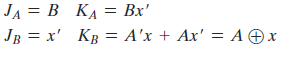 J_A = B K_A = Bx'
J_B = x' K_B = A'x + Ax' = A ⊕ x